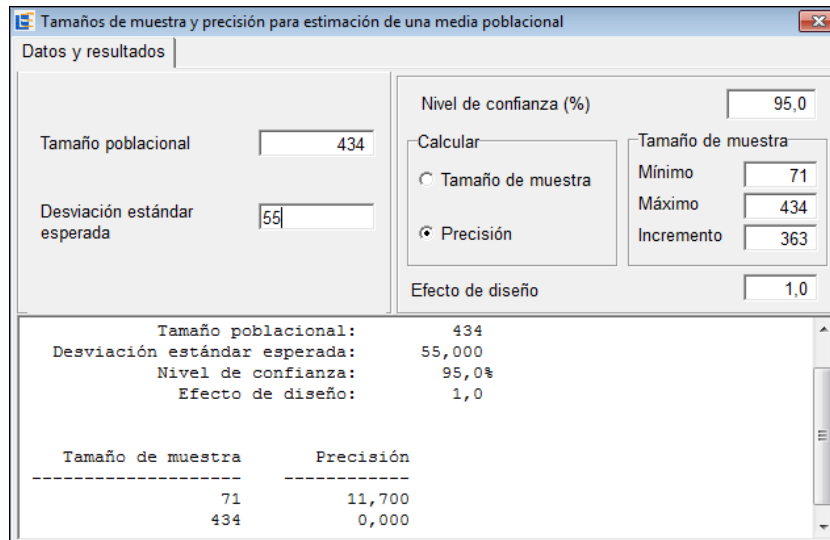 Tamaños de muestra y precisión para estimación de una media poblacional
Datos y resultados
Tamaño poblacional 434
Desviación estándar
esperada 55
Nivel de confianza (%) 95,0
Calcular
Tamaño de muestra
Precisión
Tamaño de muestra
Mínimo 71
Máximo 434
Incremento 363
Efecto de diseño 1,0
Tamaño poblacional: 434
Desviación estándar esperada: 55,000
Nivel de confianza: 95,0%
Efecto de diseño: 1,0
Tamaño de muestra Precisión
-------------------- ------------
71 11,700
434 0,000